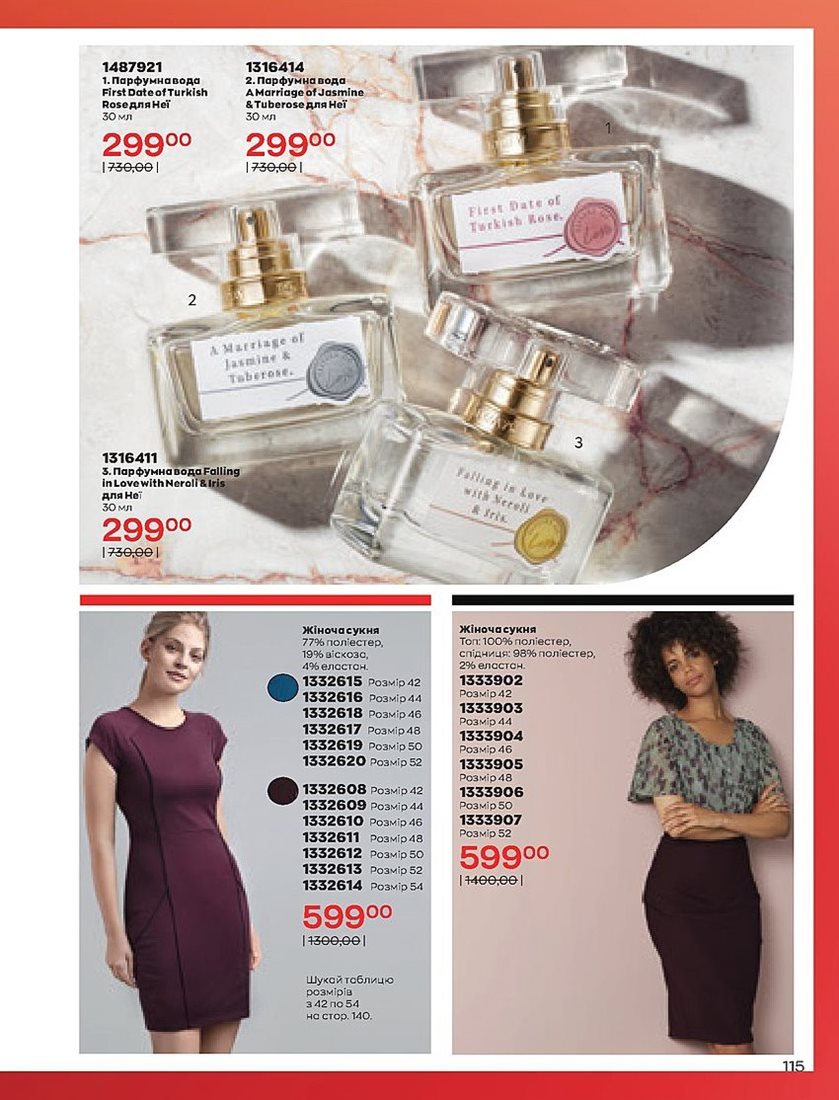 1487921
1. Парфумна вода
First Date of Turkish
Rose для Неї
30 мл
299⁰⁰
|730,00|
1316414
2. Парфумна вода
A Marriage of Jasmine
& Tuberose для Неї
30 мл
299⁰⁰
|730,00|
1
First Date of
Turkish Rose.
Love
2
A Marriage of
Jasmine &
Tuberose.
3
Falling in Love
with Neroli
& Iris.
1316411
3. Парфумна вода Falling
in Love with Neroli & Iris
для Неї
30 мл
299⁰⁰
|730,00|
Жіноча сукня
77% поліестер,
19% віскоза,
4% еластан.
1332615 Розмір 42
1332616 Розмір 44
1332618 Розмір 46
1332617 Розмір 48
1332619 Розмір 50
1332620 Розмір 52
1332608 Розмір 42
1332609 Розмір 44
1332610 Розмір 46
1332611 Розмір 48
1332612 Розмір 50
1332613 Розмір 52
1332614 Розмір 54
599⁰⁰
|1300,00|
Шукай таблицю
розмірів
з 42 по 54
на стор. 140.
Жіноча сукня
Топ: 100% поліестер,
спідниця: 98% поліестер,
2% еластан.
1333902
Розмір 42
1333903
Розмір 44
1333904
Розмір 46
1333905
Розмір 48
1333906
Розмір 50
1333907
Розмір 52
599⁰⁰
|1400,00|
115